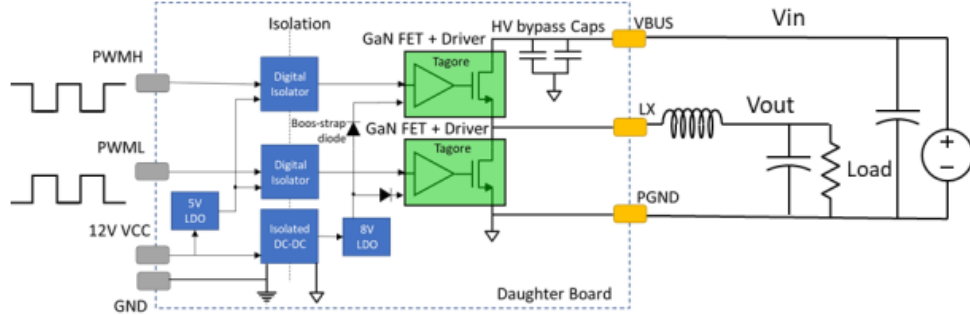 Isolation
HV bypass Caps
VBUS
Vin
GaN FET + Driver
Tagore
PWMH
Digital
Isolator
LX
Vout
Boos-strap
diode
GaN FET + Driver
Tagore
PWML
Digital
Isolator
Load
5V
LDO
PGND
12V VCC
Isolated
DC-DC
8V
LDO
GND
Daughter Board